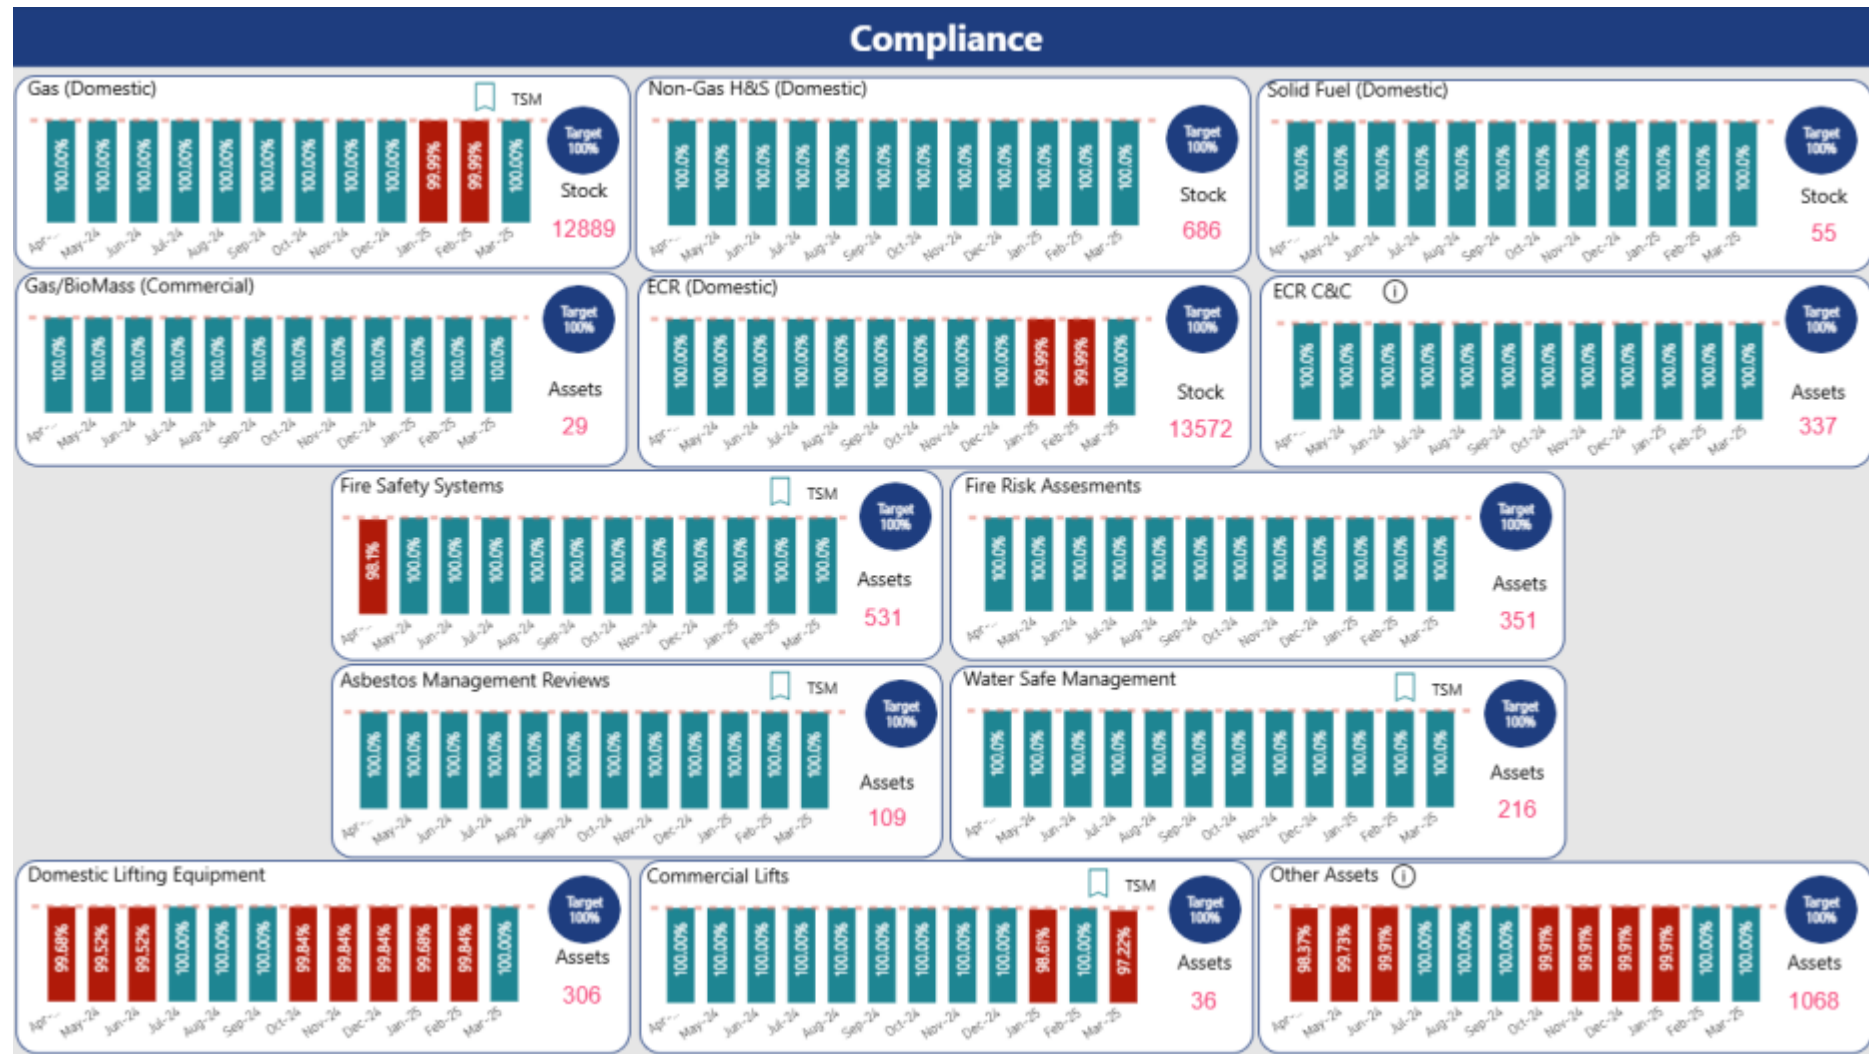 Compliance
Gas (Domestic)
TSM
Target
100%
100.00% 100.00% 100.00% 100.00% 100.00% 100.00% 100.00% 100.00% 100.00% 99.99% 99.99% 100.00%
Stock
12889
Apr-... May-24 Jun-24 Jul-24 Aug-24 Sep-24 Oct-24 Nov-24 Dec-24 Jan-25 Feb-25 Mar-25
Non-Gas H&S (Domestic)
Target
100%
100.0% 100.0% 100.0% 100.0% 100.0% 100.0% 100.0% 100.0% 100.0% 100.0% 100.0% 100.0%
Stock
686
Apr-... May-24 Jun-24 Jul-24 Aug-24 Sep-24 Oct-24 Nov-24 Dec-24 Jan-25 Feb-25 Mar-25
Solid Fuel (Domestic)
Target
100%
100.0% 100.0% 100.0% 100.0% 100.0% 100.0% 100.0% 100.0% 100.0% 100.0% 100.0% 100.0%
Stock
55
Apr-... May-24 Jun-24 Jul-24 Aug-24 Sep-24 Oct-24 Nov-24 Dec-24 Jan-25 Feb-25 Mar-25
Gas/BioMass (Commercial)
Target
100%
100.0% 100.0% 100.0% 100.0% 100.0% 100.0% 100.0% 100.0% 100.0% 100.0% 100.0% 100.0%
Assets
29
Apr-... May-24 Jun-24 Jul-24 Aug-24 Sep-24 Oct-24 Nov-24 Dec-24 Jan-25 Feb-25 Mar-25
ECR (Domestic)
Target
100%
100.00% 100.00% 100.00% 100.00% 100.00% 100.00% 100.00% 100.00% 100.00% 99.99% 99.99% 100.00%
Stock
13572
Apr-... May-24 Jun-24 Jul-24 Aug-24 Sep-24 Oct-24 Nov-24 Dec-24 Jan-25 Feb-25 Mar-25
ECR C&C
Target
100%
100.0% 100.0% 100.0% 100.0% 100.0% 100.0% 100.0% 100.0% 100.0% 100.0% 100.0% 100.0%
Assets
337
Apr-... May-24 Jun-24 Jul-24 Aug-24 Sep-24 Oct-24 Nov-24 Dec-24 Jan-25 Feb-25 Mar-25
Fire Safety Systems
TSM
Target
100%
98.1% 100.0% 100.0% 100.0% 100.0% 100.0% 100.0% 100.0% 100.0% 100.0% 100.0% 100.0%
Assets
531
Apr-... May-24 Jun-24 Jul-24 Aug-24 Sep-24 Oct-24 Nov-24 Dec-24 Jan-25 Feb-25 Mar-25
Fire Risk Assesments
Target
100%
100.0% 100.0% 100.0% 100.0% 100.0% 100.0% 100.0% 100.0% 100.0% 100.0% 100.0% 100.0%
Assets
351
Apr-... May-24 Jun-24 Jul-24 Aug-24 Sep-24 Oct-24 Nov-24 Dec-24 Jan-25 Feb-25 Mar-25
Asbestos Management Reviews
TSM
Target
100%
100.0% 100.0% 100.0% 100.0% 100.0% 100.0% 100.0% 100.0% 100.0% 100.0% 100.0% 100.0%
Assets
109
Apr-... May-24 Jun-24 Jul-24 Aug-24 Sep-24 Oct-24 Nov-24 Dec-24 Jan-25 Feb-25 Mar-25
Water Safe Management
TSM
Target
100%
100.0% 100.0% 100.0% 100.0% 100.0% 100.0% 100.0% 100.0% 100.0% 100.0% 100.0% 100.0%
Assets
216
Apr-... May-24 Jun-24 Jul-24 Aug-24 Sep-24 Oct-24 Nov-24 Dec-24 Jan-25 Feb-25 Mar-25
Domestic Lifting Equipment
Target
100%
99.68% 99.52% 99.52% 100.00% 100.00% 100.00% 99.84% 99.84% 99.84% 99.68% 99.84% 100.00%
Assets
306
Apr-... May-24 Jun-24 Jul-24 Aug-24 Sep-24 Oct-24 Nov-24 Dec-24 Jan-25 Feb-25 Mar-25
Commercial Lifts
TSM
Target
100%
100.00% 100.00% 100.00% 100.00% 100.00% 100.00% 100.00% 100.00% 100.00% 98.61% 100.00% 97.22%
Assets
36
Apr-... May-24 Jun-24 Jul-24 Aug-24 Sep-24 Oct-24 Nov-24 Dec-24 Jan-25 Feb-25 Mar-25
Other Assets
Target
100%
98.37% 99.73% 99.91% 100.00% 100.00% 100.00% 99.91% 99.91% 99.91% 99.91% 100.00% 100.00%
Assets
1068
Apr-... May-24 Jun-24 Jul-24 Aug-24 Sep-24 Oct-24 Nov-24 Dec-24 Jan-25 Feb-25 Mar-25